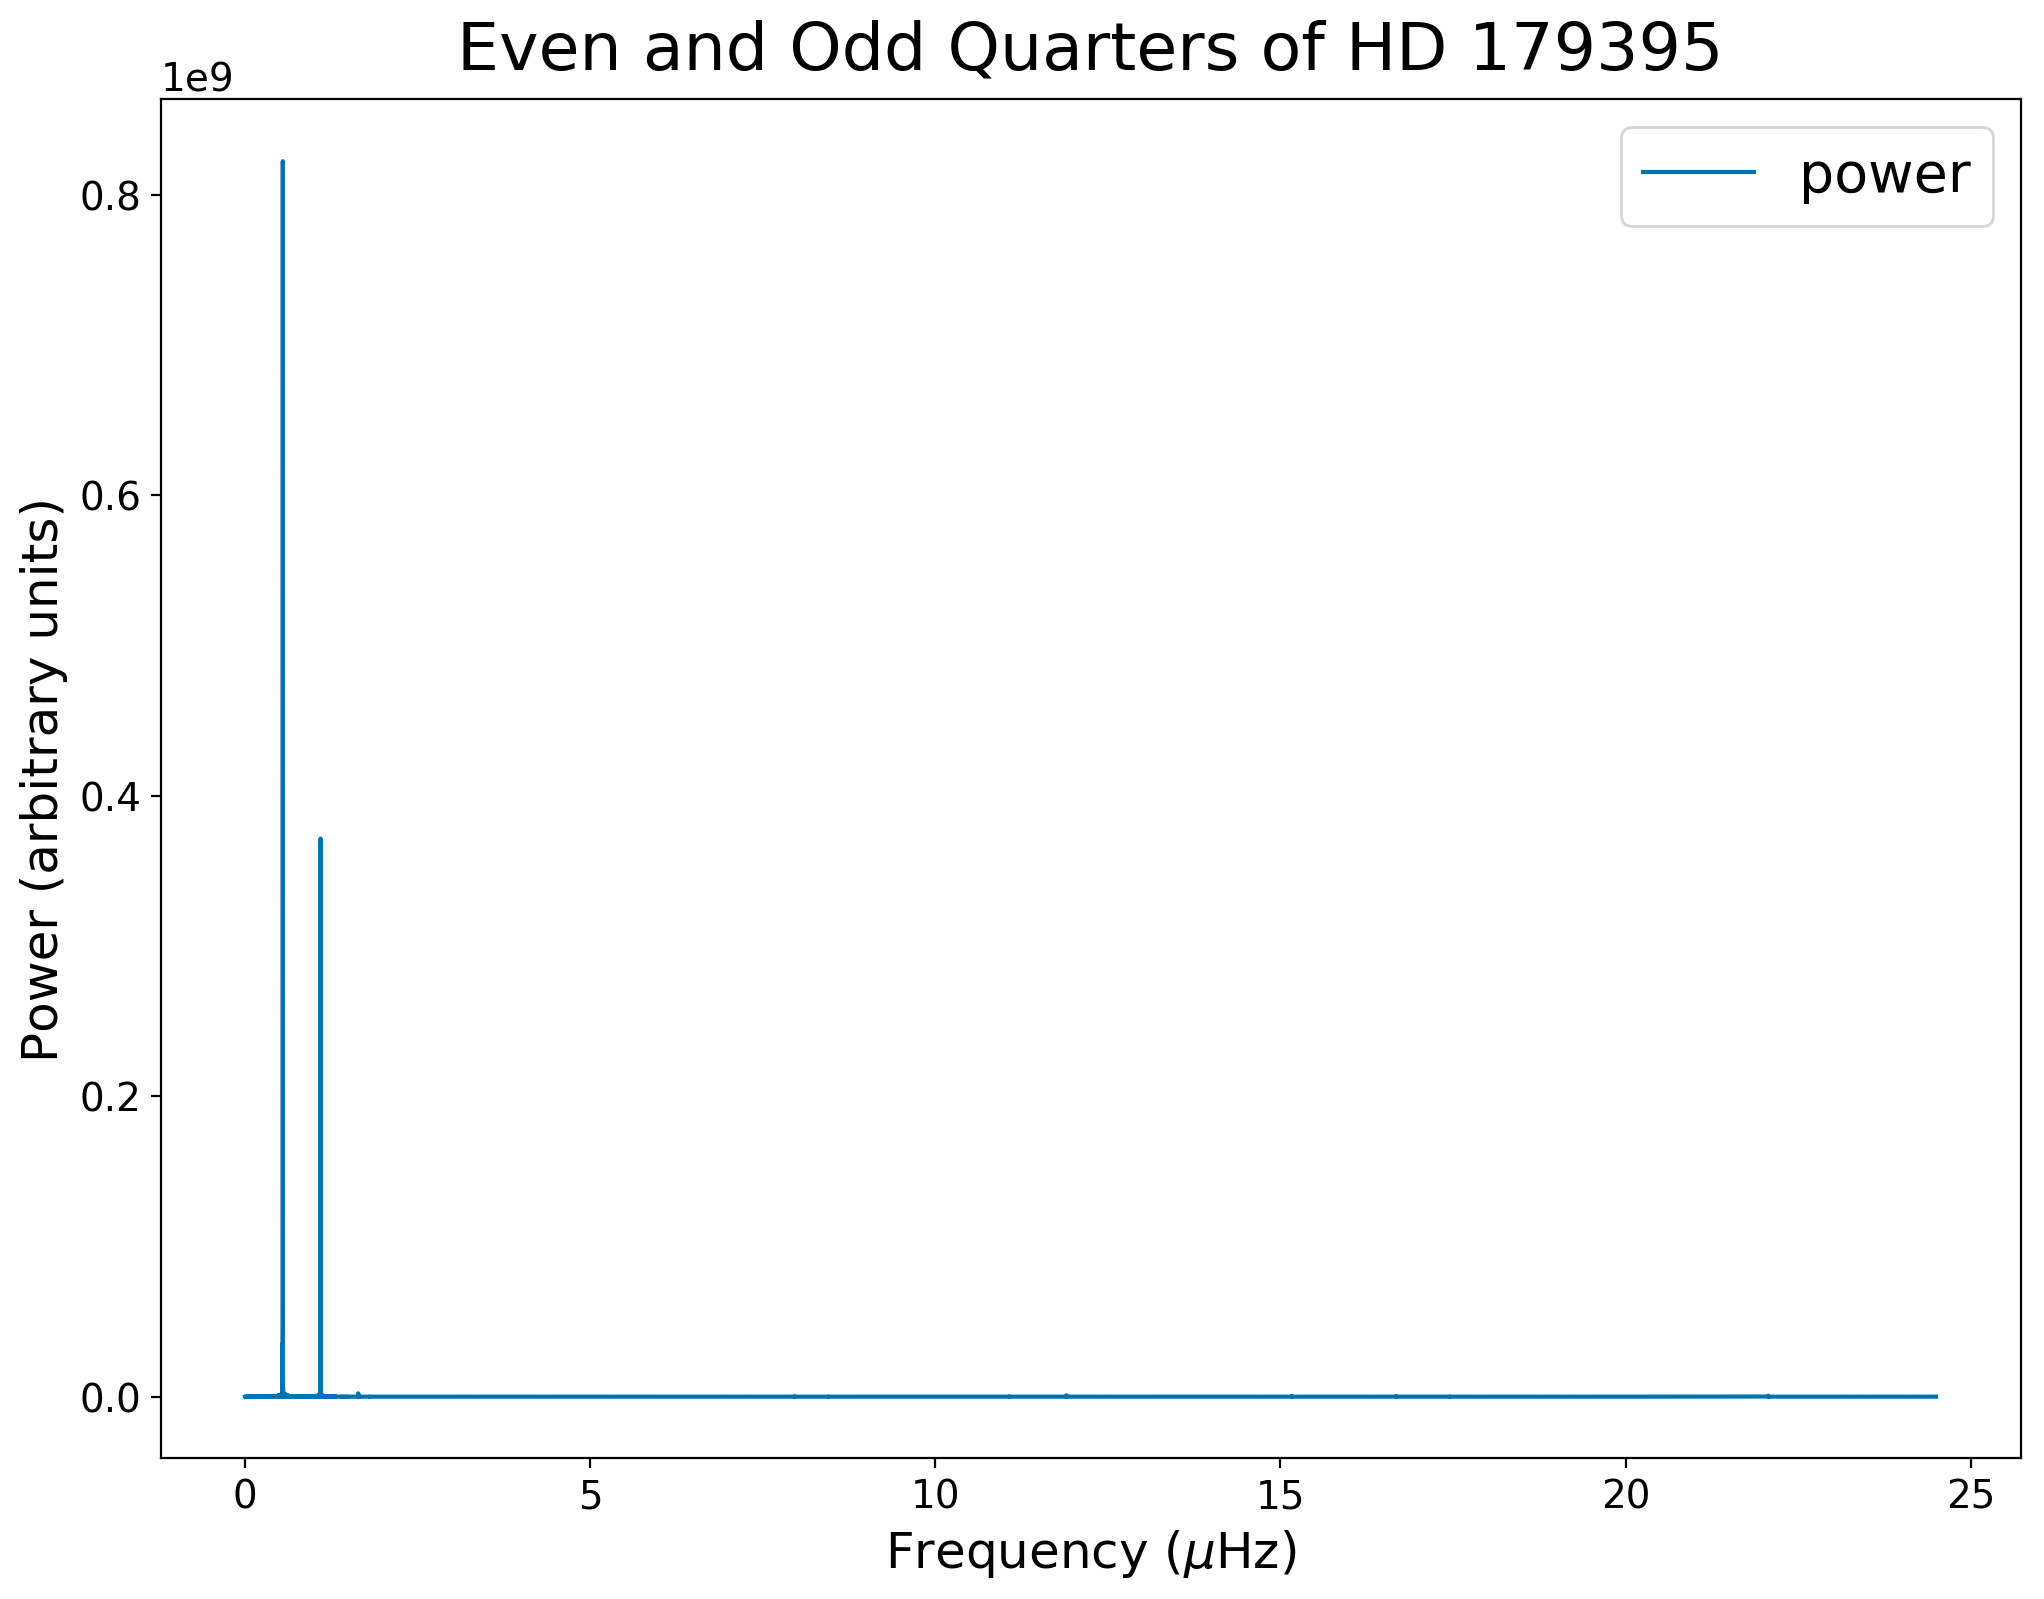 Even and Odd Quarters of HD 179395
1e9
power
0.8
0.6
0.4
0.2
0.0
Power (arbitrary units)
0 5 10 15 20 25
Frequency (μHz)